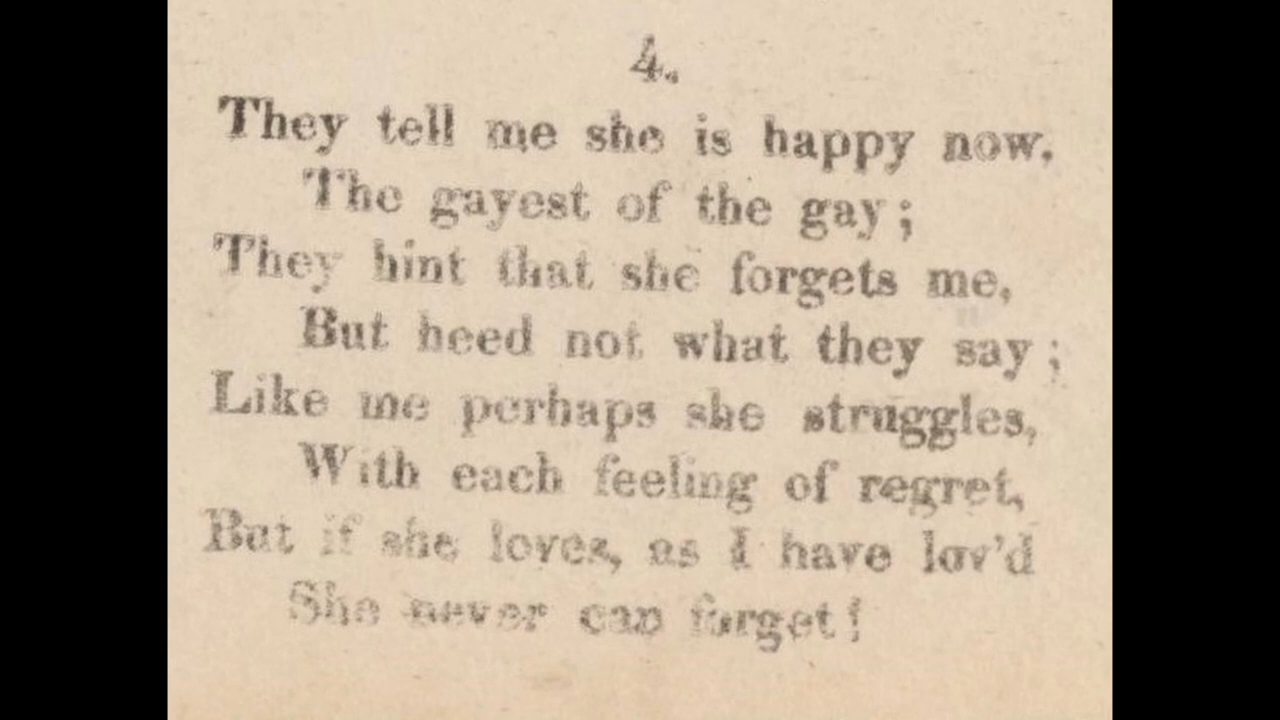 4.
They tell me she is happy now,
The gayest of the gay;
They hint that she forgets me,
But heed not what they say;
Like me perhaps she struggles,
With each feeling of regret,
But if she loves, as I have lov'd
She never can forget!